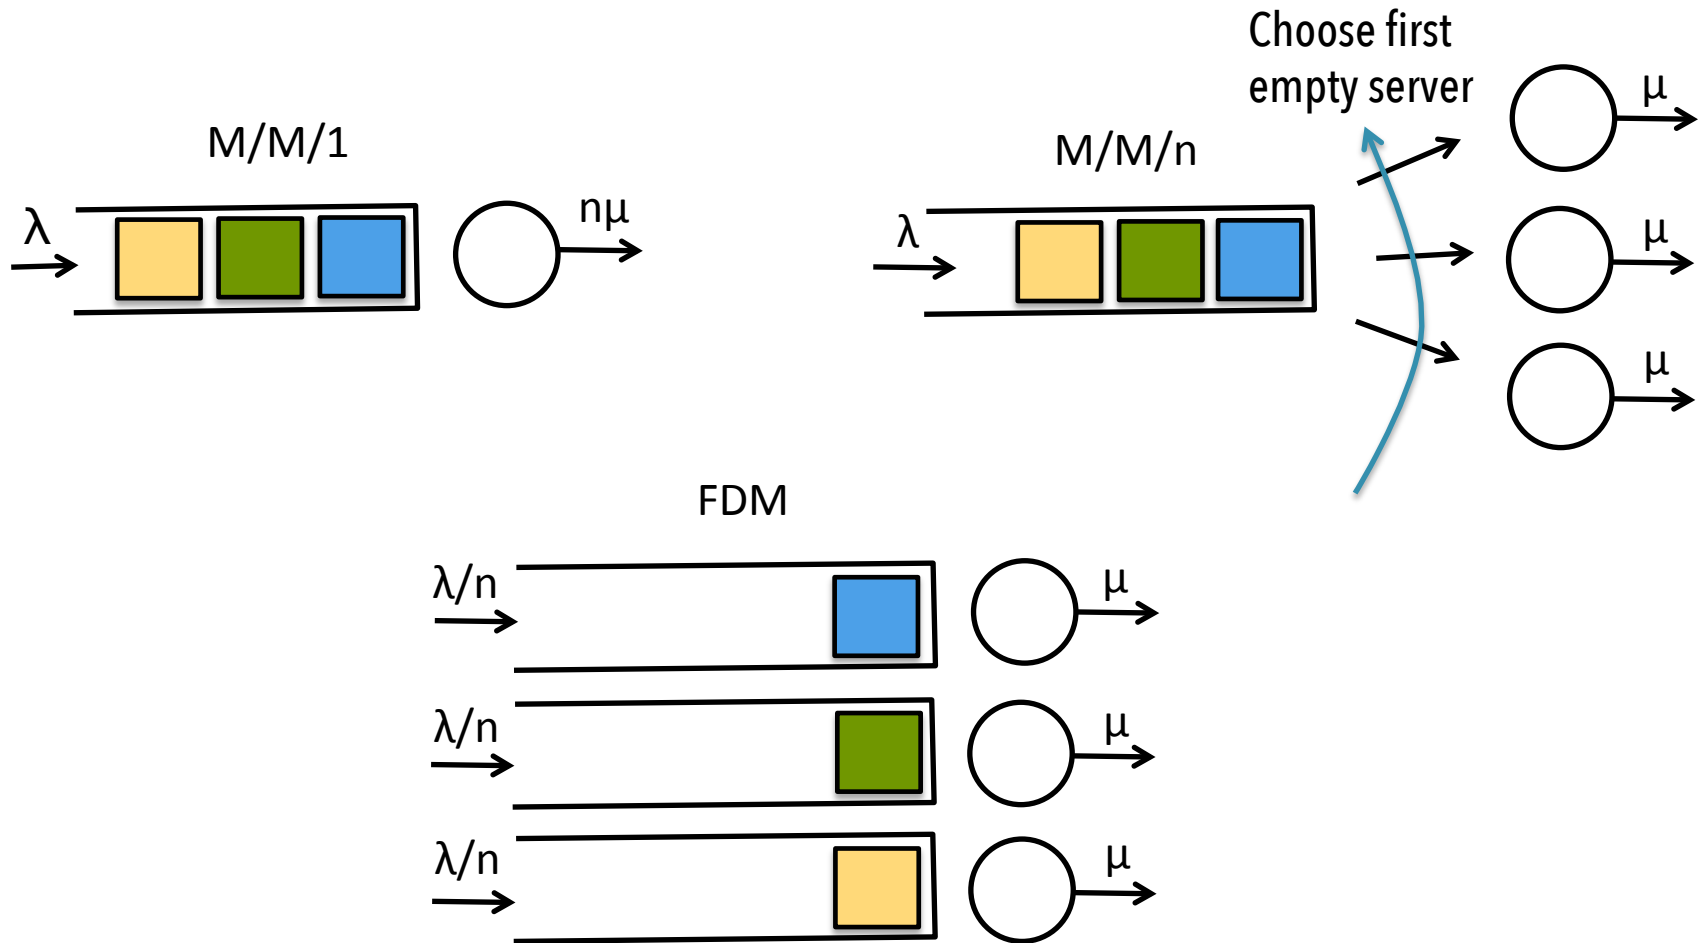 M/M/1
λ
nμ
M/M/n
λ
Choose first
empty server
μ
μ
μ
FDM
λ/n
μ
λ/n
μ
λ/n
μ